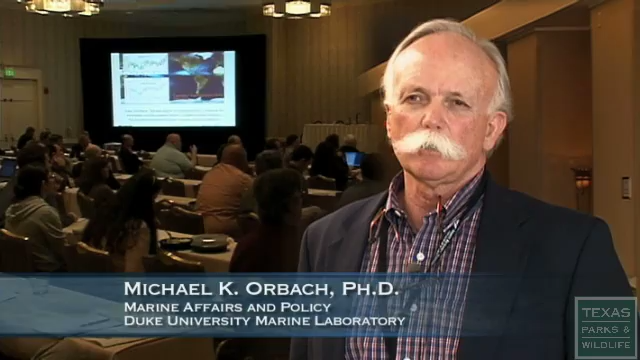 MICHAEL K. ORBACH, PH.D.
MARINE AFFAIRS AND POLICY
DUKE UNIVERSITY MARINE LABORATORY
TEXAS
PARKS &
WILDLIFE